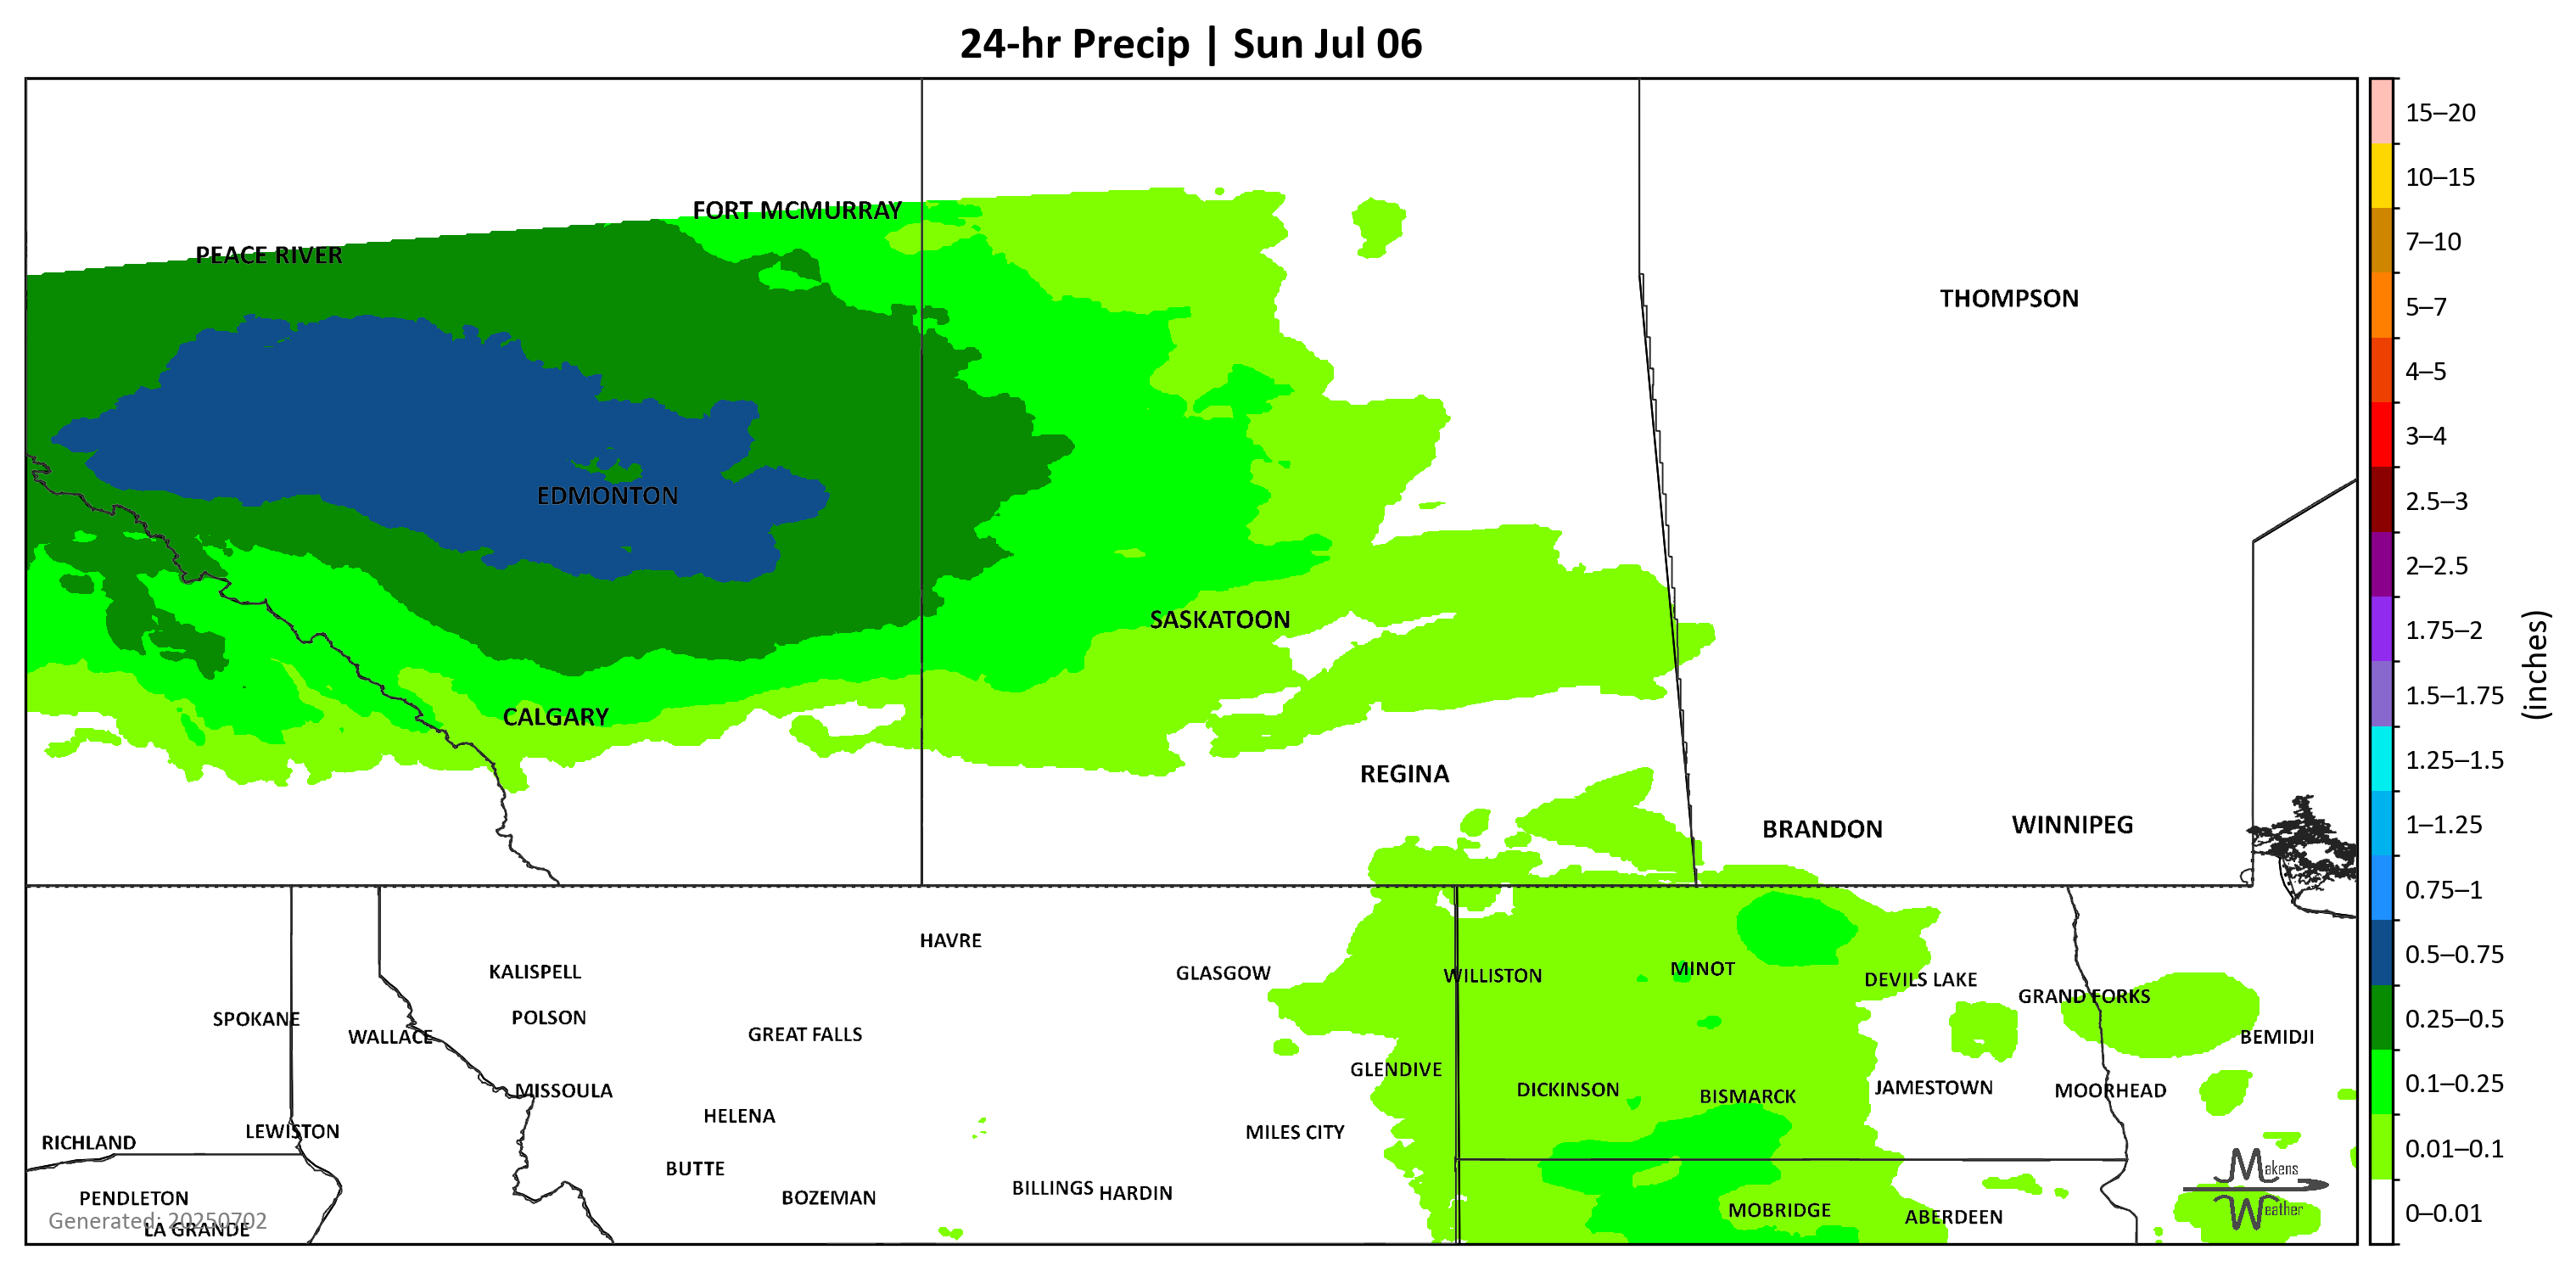 24-hr Precip | Sun Jul 06
FORT MCMURRAY
PEACE RIVER
THOMPSON
EDMONTON
SASKATOON
CALGARY
REGINA
BRANDON
WINNIPEG
HAVRE
KALISPELL
GLASGOW
WILLISTON
MINOT
DEVILS LAKE
GRAND FORKS
SPOKANE
POLSON
WALLACE
GREAT FALLS
BEMIDJI
GLENDIVE
MISSOULA
DICKINSON
BISMARCK
JAMESTOWN
MOORHEAD
HELENA
RICHLAND
LEWISTON
MILES CITY
BUTTE
PENDLETON
BOZEMAN
BILLINGS
HARDIN
MOBRIDGE
ABERDEEN
Generated: 20250702
LA GRANDE
Makens
Weather
15–20
10–15
7–10
5–7
4–5
3–4
2.5–3
2–2.5
1.75–2
1.5–1.75
1.25–1.5
1–1.25
0.75–1
0.5–0.75
0.25–0.5
0.1–0.25
0.01–0.1
0–0.01
(inches)